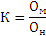 К = Ом / Он